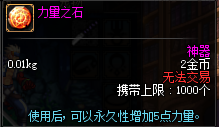 力量之石
神器
0.01kg
2金币
无法交易
携带上限：1000个
使用后，可以永久性增加5点力量。